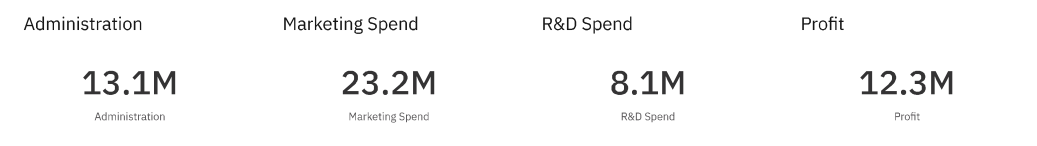 Administration
Marketing Spend
R&D Spend
Profit
13.1M
23.2M
8.1M
12.3M
Administration
Marketing Spend
R&D Spend
Profit